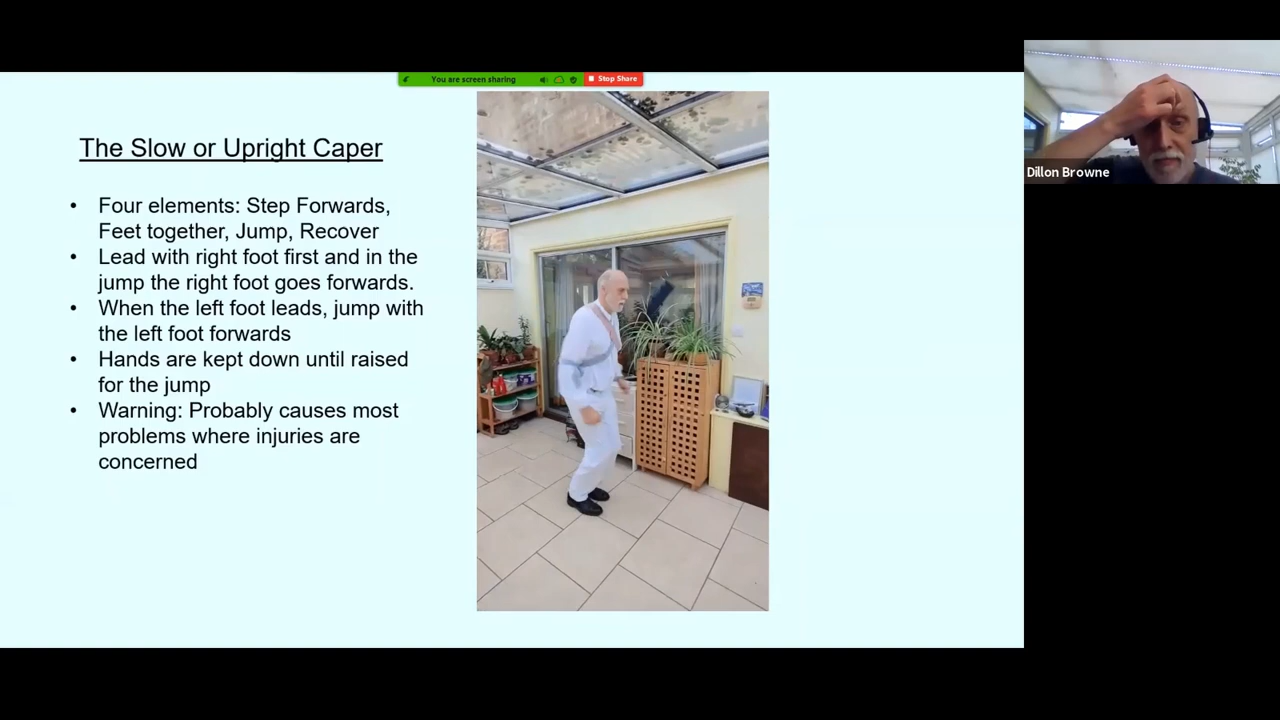 You are screen sharing
Stop Share
The Slow or Upright Caper
• Four elements: Step Forwards,
Feet together, Jump, Recover
• Lead with right foot first and in the
jump the right foot goes forwards.
• When the left foot leads, jump with
the left foot forwards
• Hands are kept down until raised
for the jump
• Warning: Probably causes most
problems where injuries are
concerned
Dillon Browne